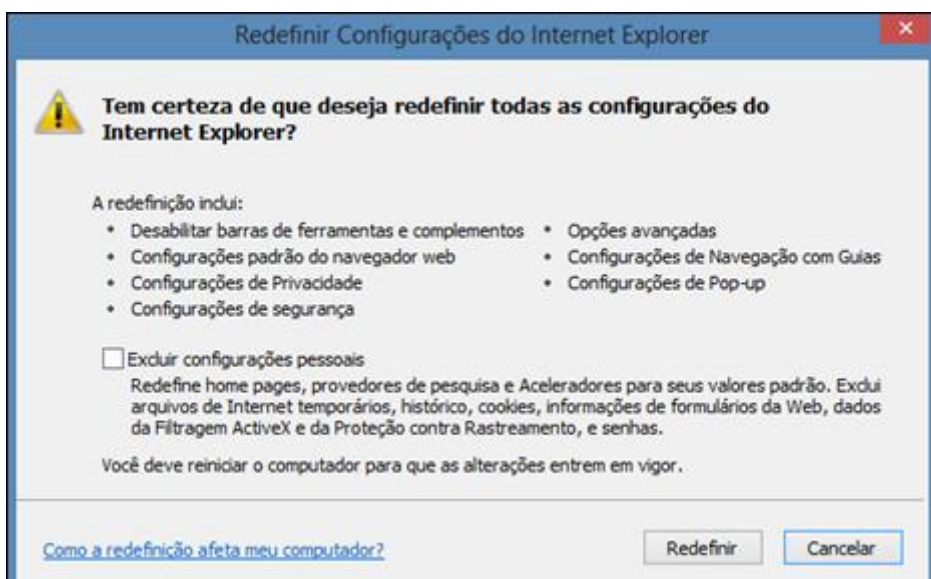 Redefinir Configurações do Internet Explorer
Tem certeza de que deseja redefinir todas as configurações do
Internet Explorer?
A redefinição inclui:
• Desabilitar barras de ferramentas e complementos
• Configurações padrão do navegador web
• Configurações de Privacidade
• Configurações de segurança
• Opções avançadas
• Configurações de Navegação com Guias
• Configurações de Pop-up
Excluir configurações pessoais
Redefine home pages, provedores de pesquisa e Aceleradores para seus valores padrão. Exclui
arquivos de Internet temporários, histórico, cookies, informações de formulários da Web, dados
da Filtragem ActiveX e da Proteção contra Rastreamento, e senhas.
Você deve reiniciar o computador para que as alterações entrem em vigor.
Como a redefinição afeta meu computador?
Redefinir
Cancelar